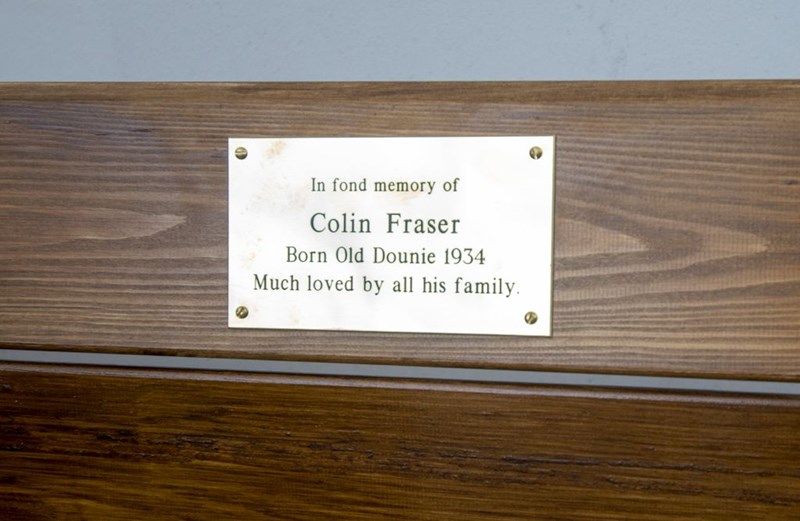 In fond memory of
Colin Fraser
Born Old Dounie 1934
Much loved by all his family.